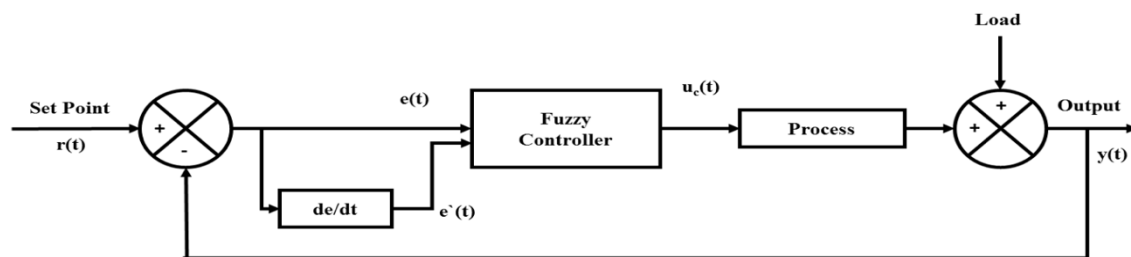 Load
Set Point
r(t)
+
-
e(t)
Fuzzy
Controller
u_c(t)
Process
+
+
Output
y(t)
de/dt
e`(t)